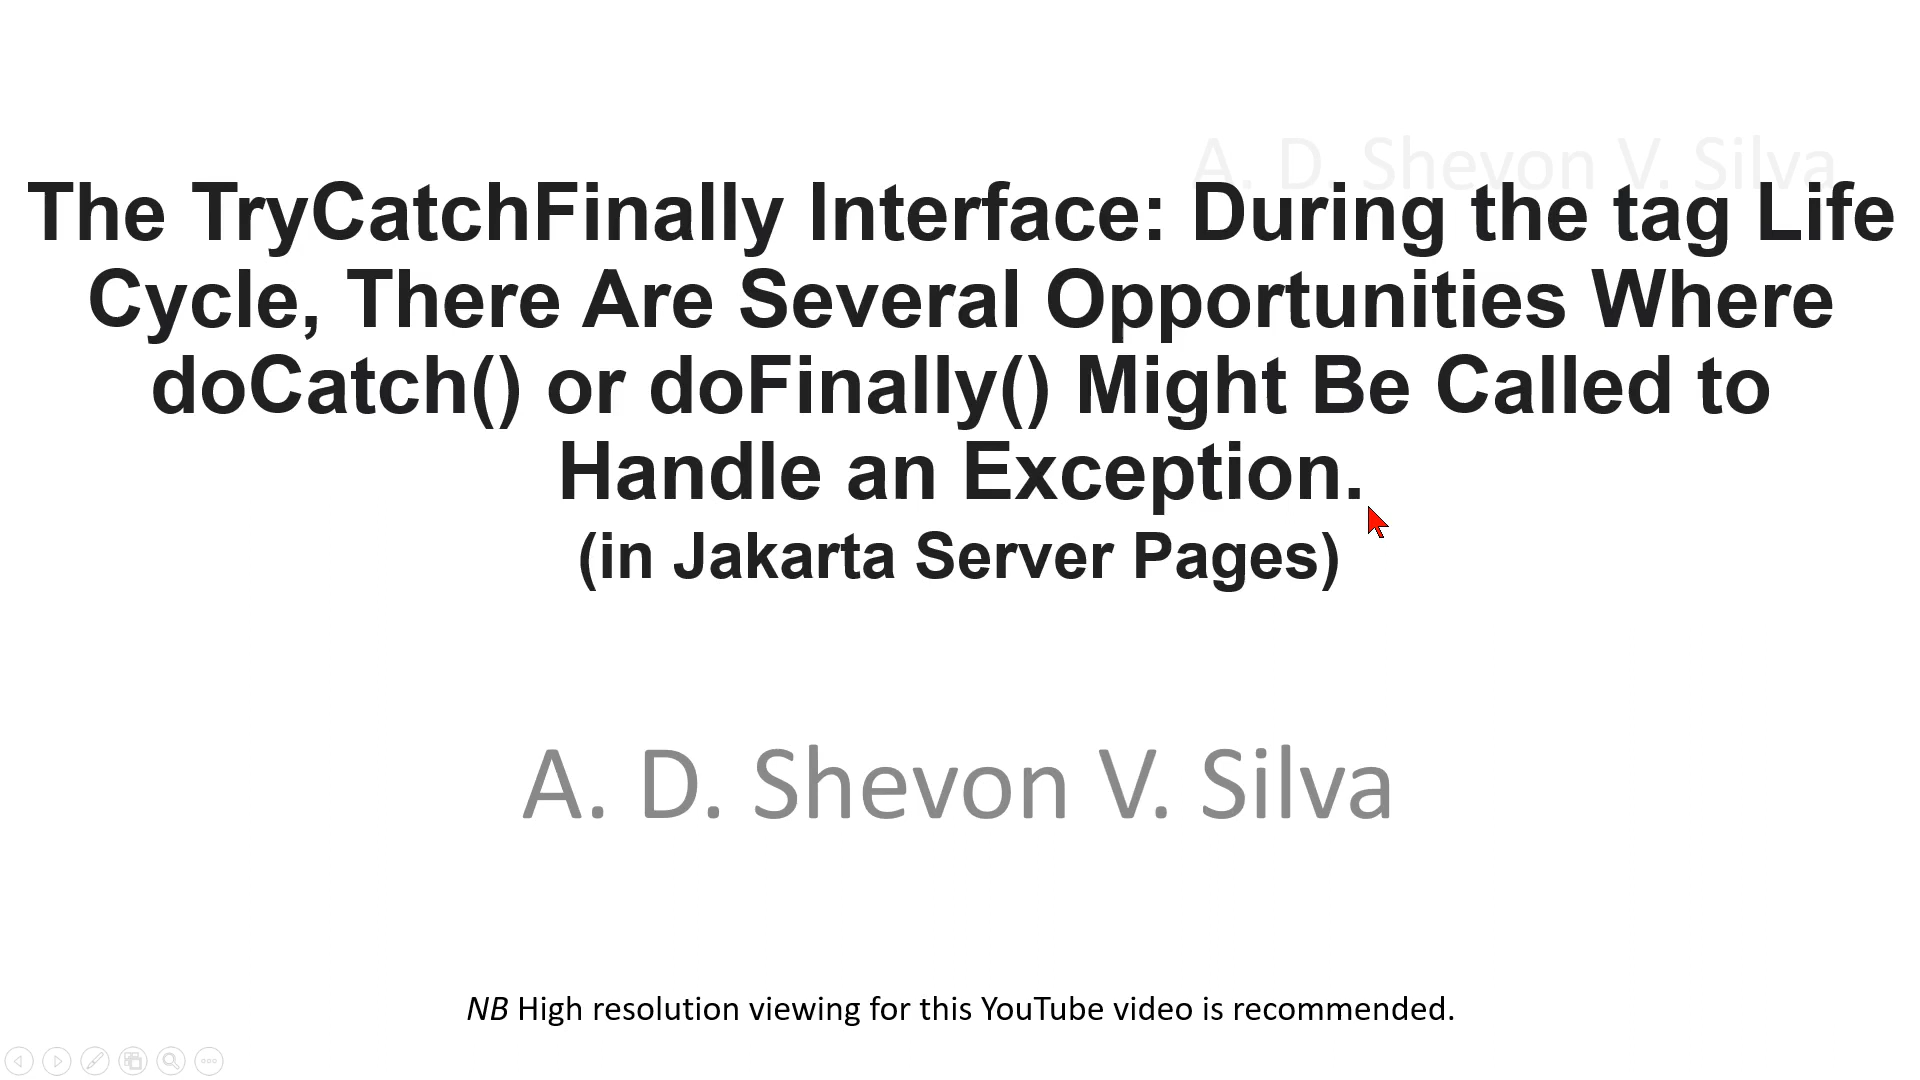 A. D. Shevon V. Silva
The TryCatchFinally Interface: During the tag Life
Cycle, There Are Several Opportunities Where
doCatch() or doFinally() Might Be Called to
Handle an Exception.
(in Jakarta Server Pages)
A. D. Shevon V. Silva
NB High resolution viewing for this YouTube video is recommended.